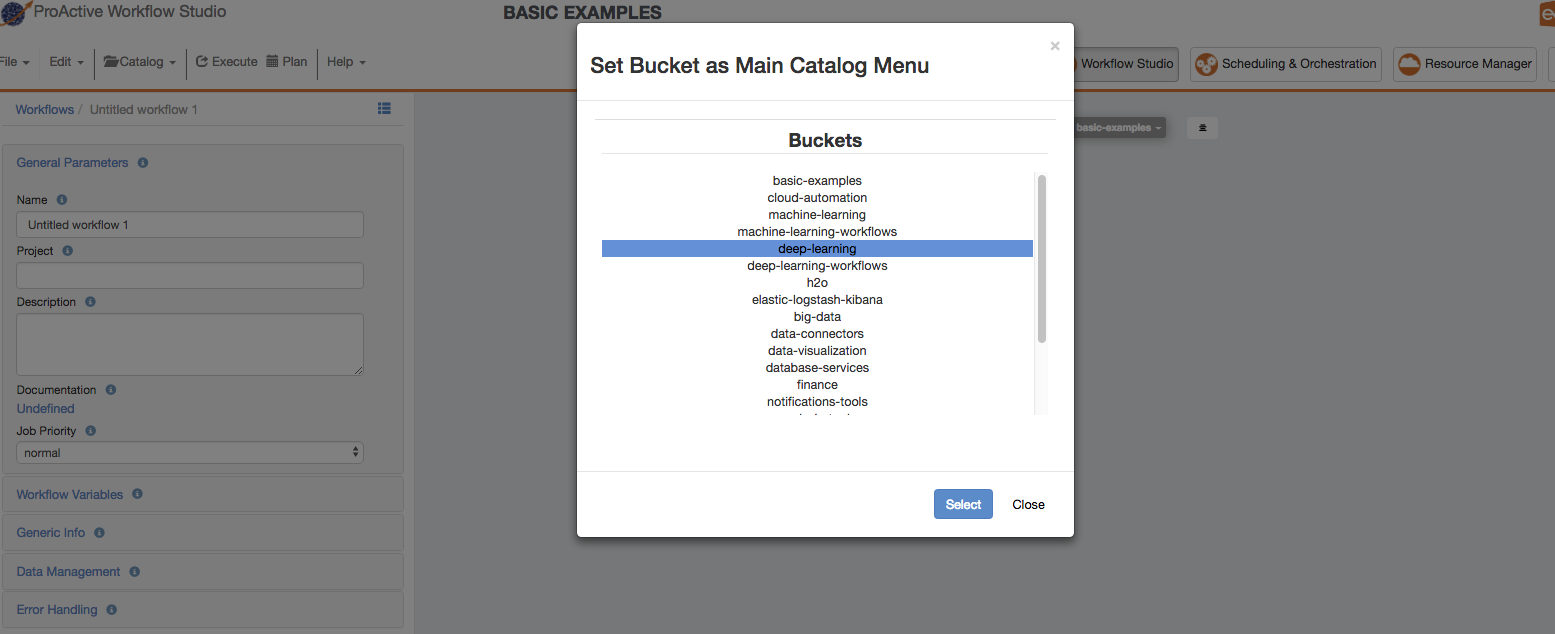 ProActive Workflow Studio
BASIC EXAMPLES
File
Edit
Catalog
Execute
Plan
Help
Workflow Studio
Scheduling & Orchestration
Resource Manager
Workflows / Untitled workflow 1
basic-examples
General Parameters
Name
Untitled workflow 1
Project
Description
Documentation
Undefined
Job Priority
normal
Workflow Variables
Generic Info
Data Management
Error Handling
×
Set Bucket as Main Catalog Menu
Buckets
basic-examples
cloud-automation
machine-learning
machine-learning-workflows
deep-learning
deep-learning-workflows
h2o
elastic-logstash-kibana
big-data
data-connectors
data-visualization
database-services
finance
notifications-tools
Select
Close